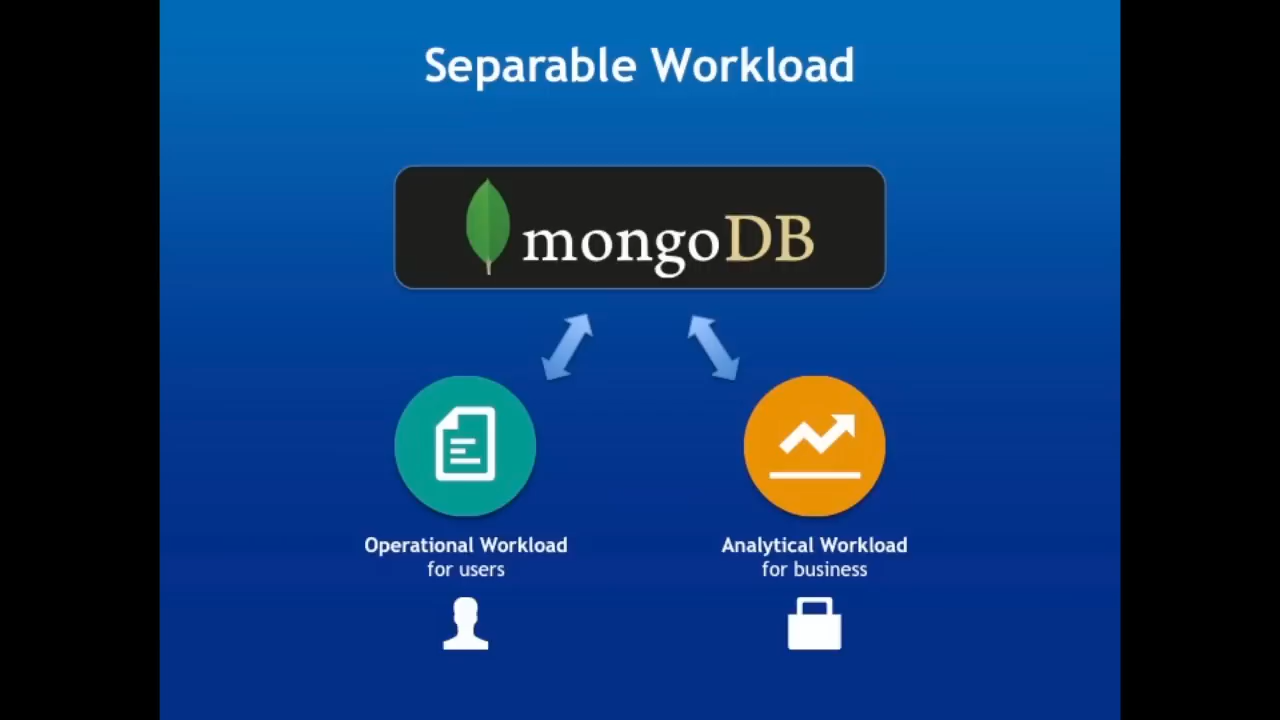 Separable Workload
mongoDB
Operational Workload
for users
Analytical Workload
for business